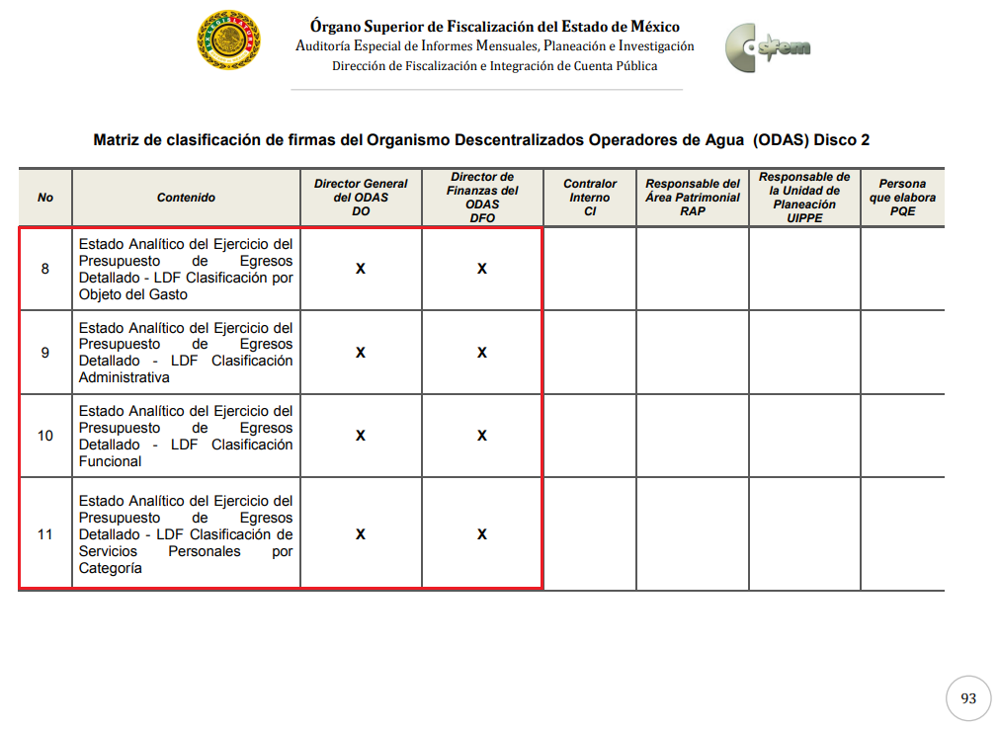 Órgano Superior de Fiscalización del Estado de México
Auditoría Especial de Informes Mensuales, Planeación e Investigación
Dirección de Fiscalización e Integración de Cuenta Pública
osfem
Matriz de clasificación de firmas del Organismo Descentralizados Operadores de Agua (ODAS) Disco 2
No
Contenido
Director General
del ODAS
DO
Director de
Finanzas del
ODAS
DFO
Contralor
Interno
CI
Responsable del
Área Patrimonial
RAP
Responsable de
la Unidad de
Planeación
UIPPE
Persona
que elabora
PQE
8
Estado Analítico del Ejercicio del
Presupuesto de Egresos
Detallado - LDF Clasificación por
Objeto del Gasto
X
X
9
Estado Analítico del Ejercicio del
Presupuesto de Egresos
Detallado - LDF Clasificación
Administrativa
X
X
10
Estado Analítico del Ejercicio del
Presupuesto de Egresos
Detallado - LDF Clasificación
Funcional
X
X
11
Estado Analítico del Ejercicio del
Presupuesto de Egresos
Detallado - LDF Clasificación de
Servicios Personales por
Categoría
X
X
93